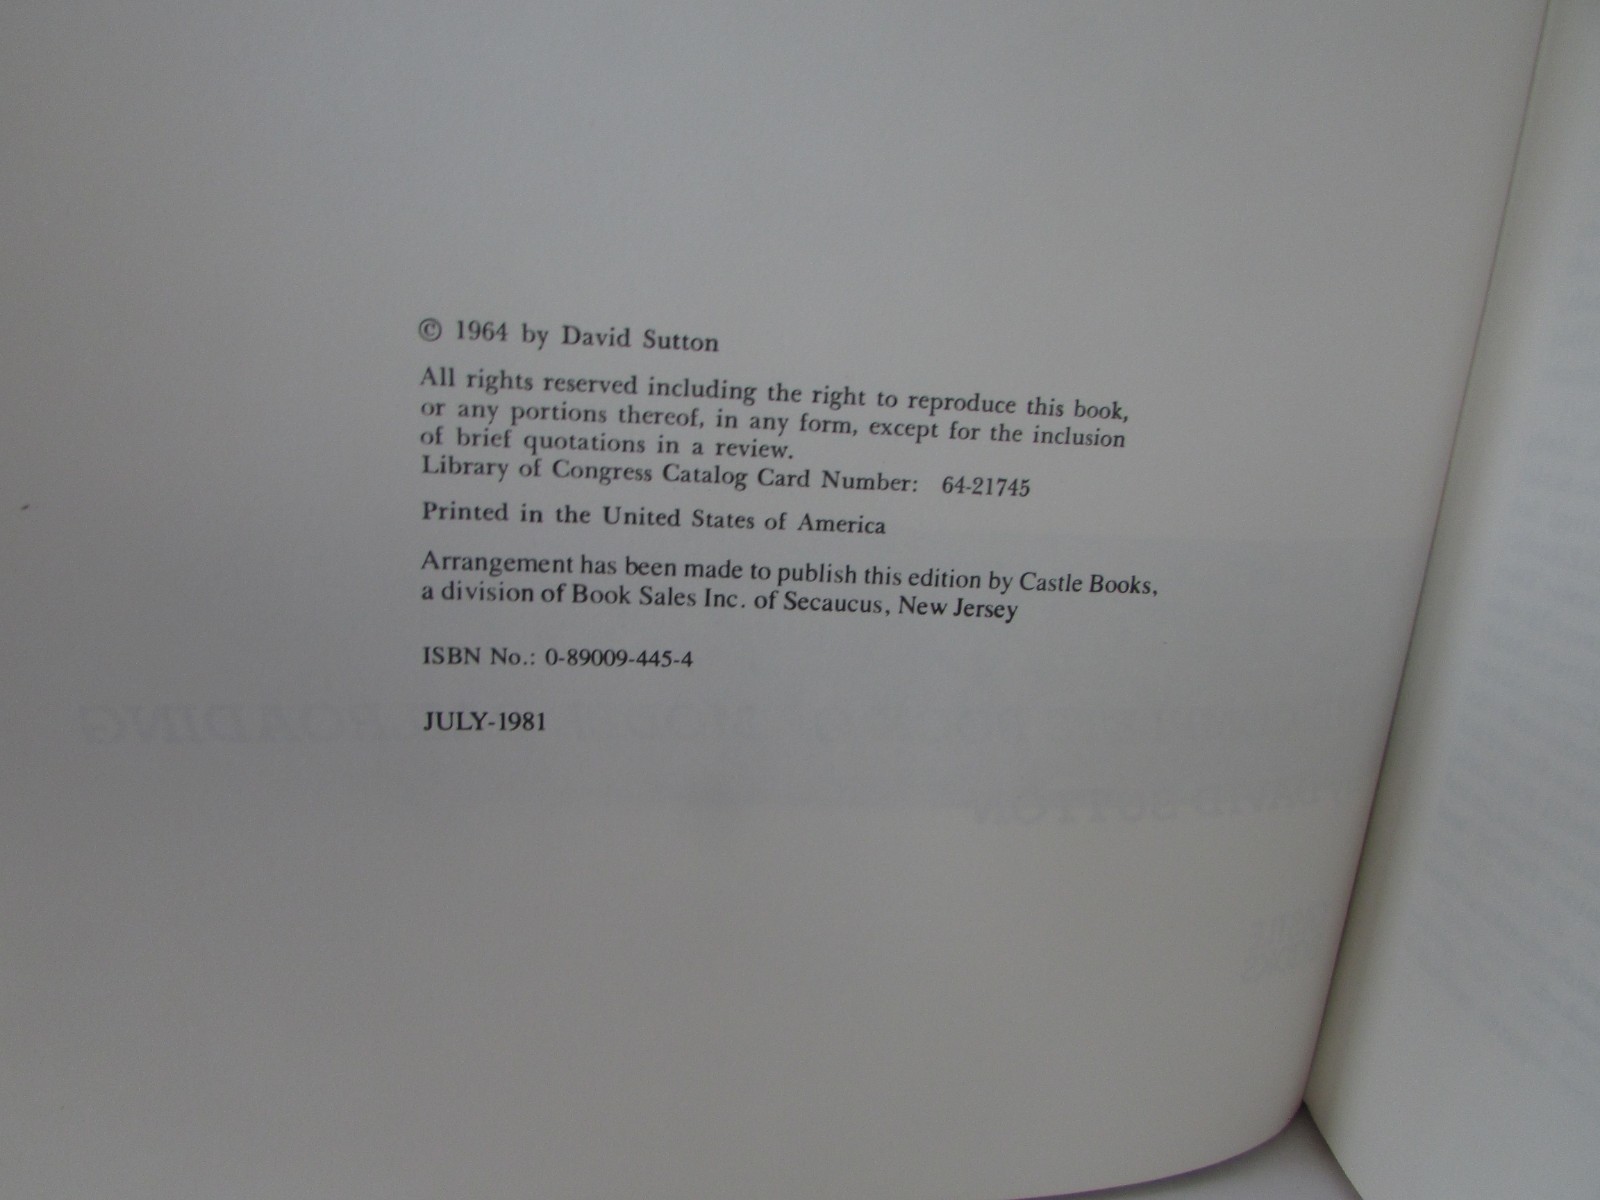 © 1964 by David Sutton
All rights reserved including the right to reproduce this book,
or any portions thereof, in any form, except for the inclusion
of brief quotations in a review.
Library of Congress Catalog Card Number: 64-21745
Printed in the United States of America
Arrangement has been made to publish this edition by Castle Books,
a division of Book Sales Inc. of Secaucus, New Jersey
ISBN No.: 0-89009-445-4
JULY-1981